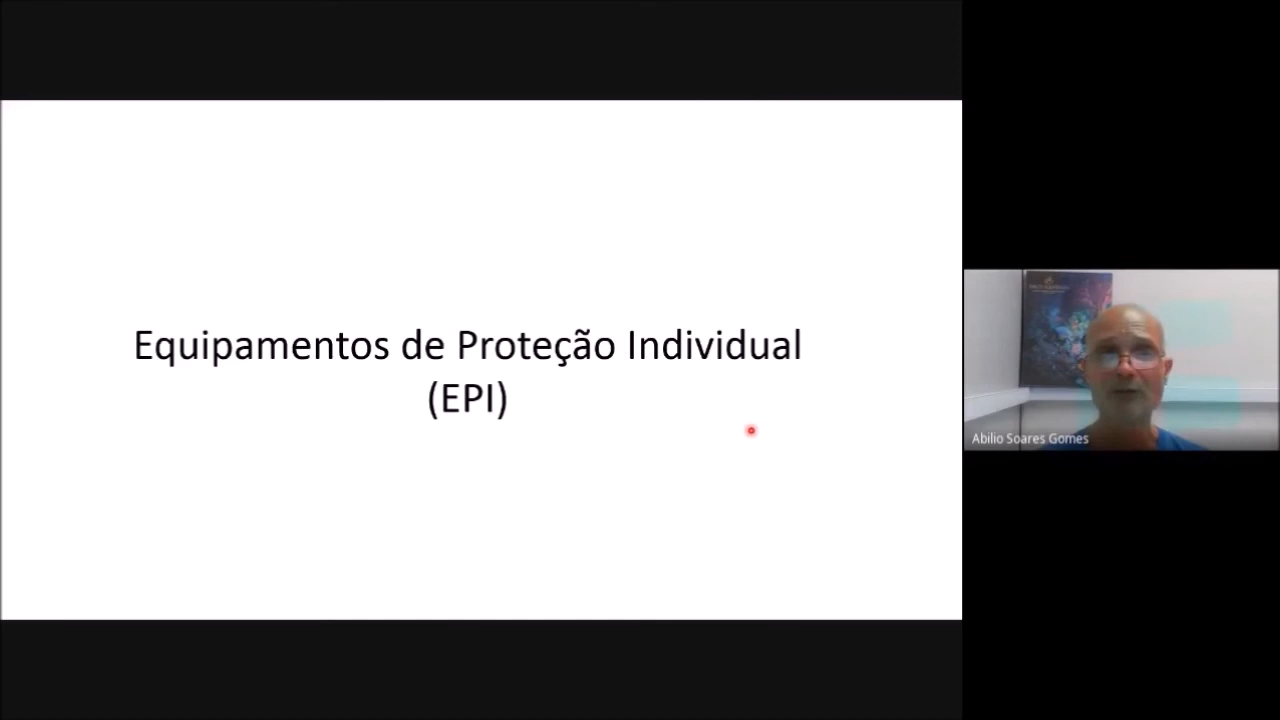 Equipamentos de Proteção Individual
(EPI)
Abilio Soares Gomes